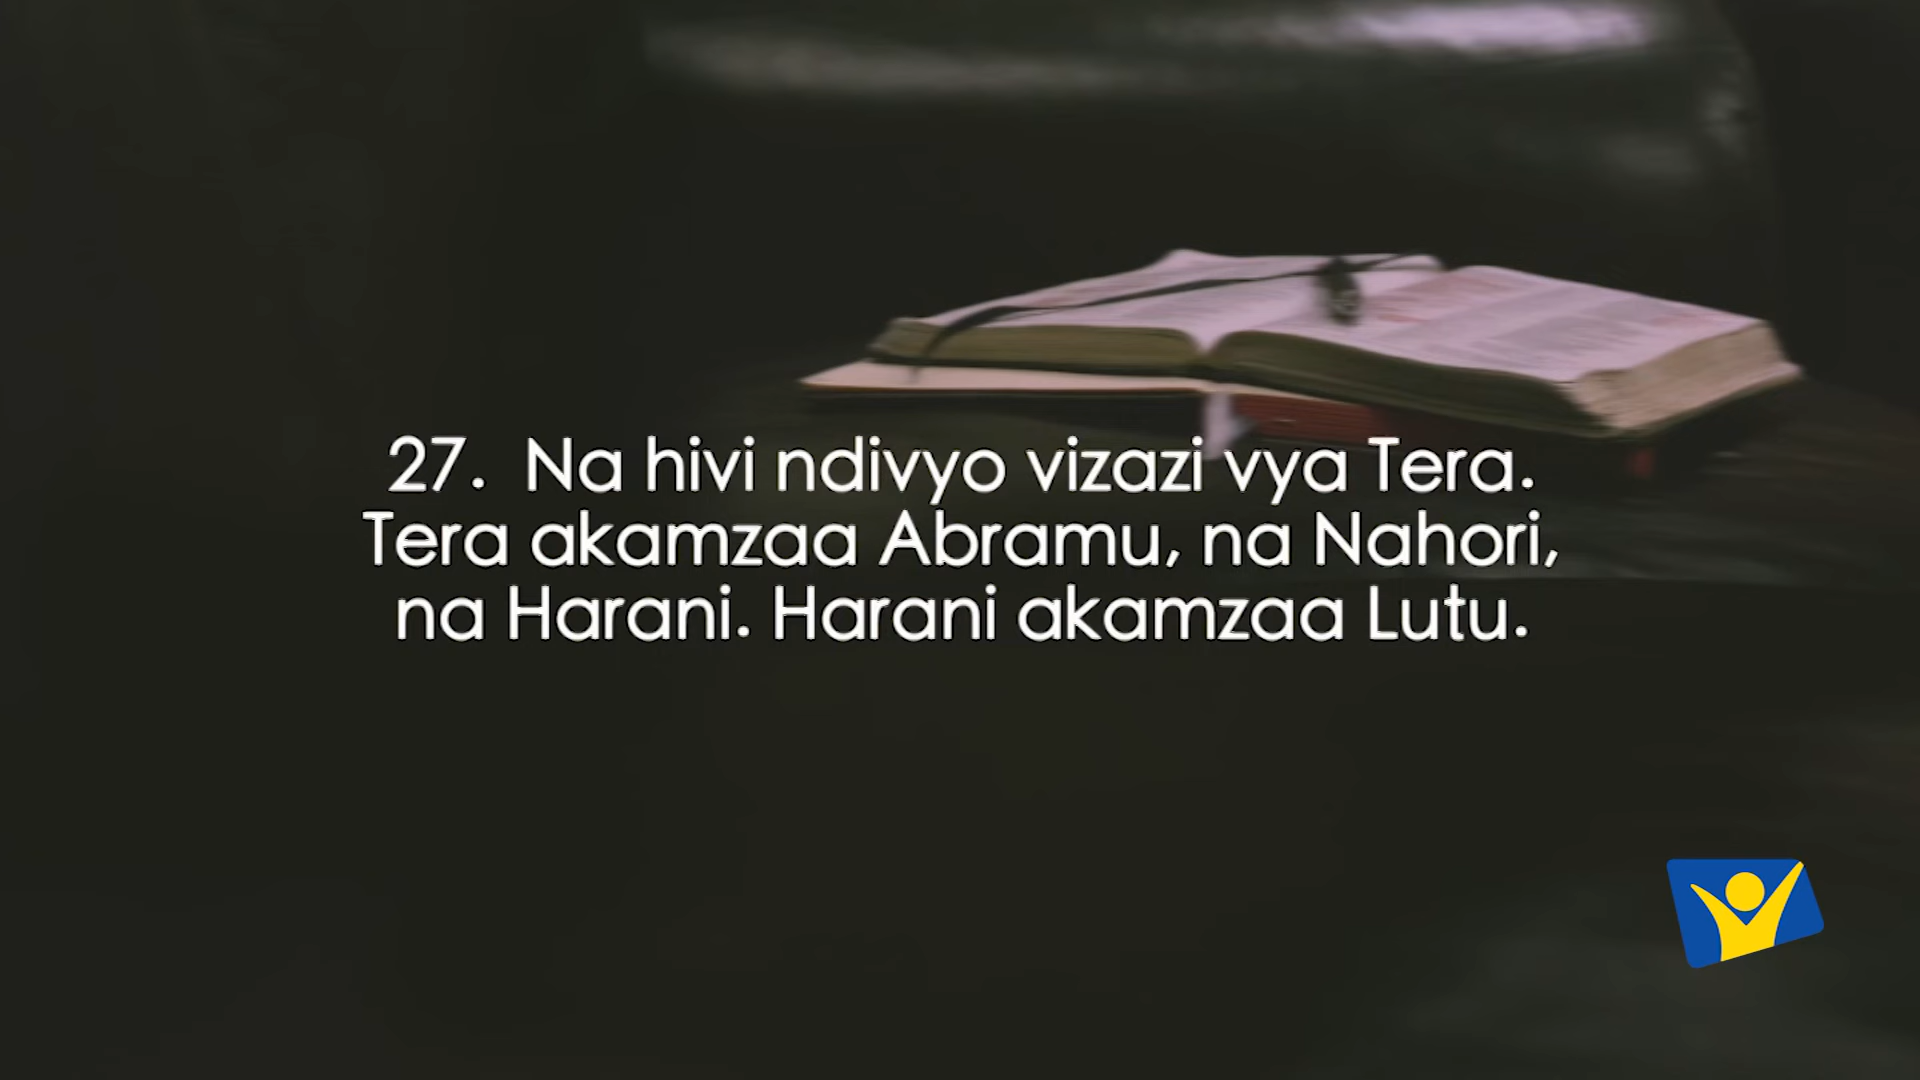 27. Na hivi ndivyo vizazi vya Tera.
Tera akamzaa Abramu, na Nahori,
na Harani. Harani akamzaa Lutu.